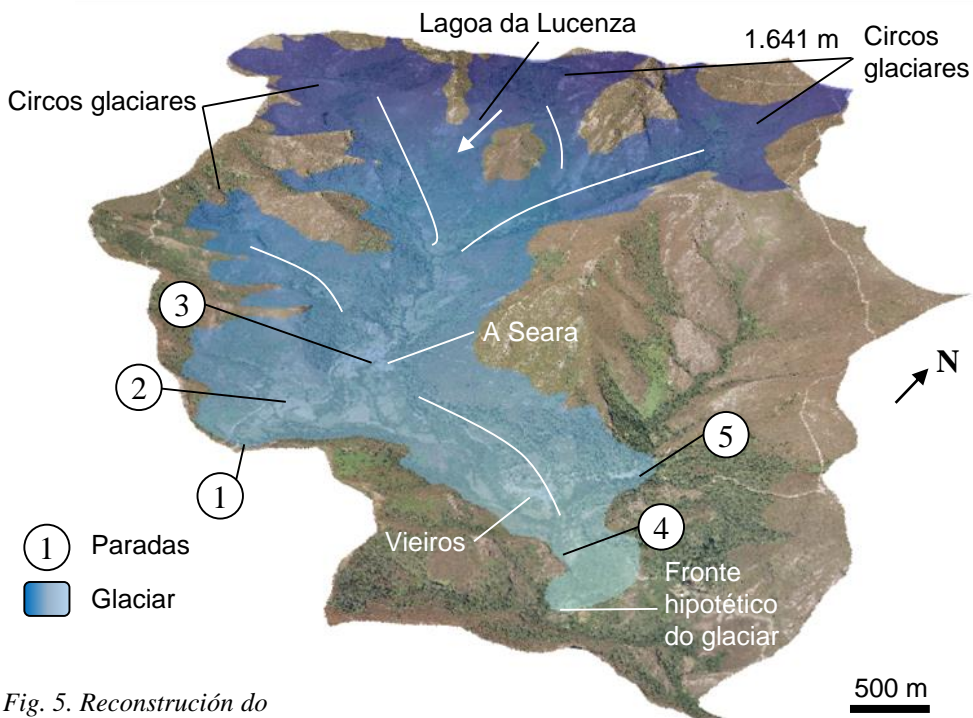 Lagoa da Lucenza
1.641 m
Circos
glaciares
Circos glaciares
3
A Seara
N
2
5
1
4
Vieiros
1 Paradas
Glaciar
Fronte
hipotético
do glaciar
500 m
Fig. 5. Reconstrución do